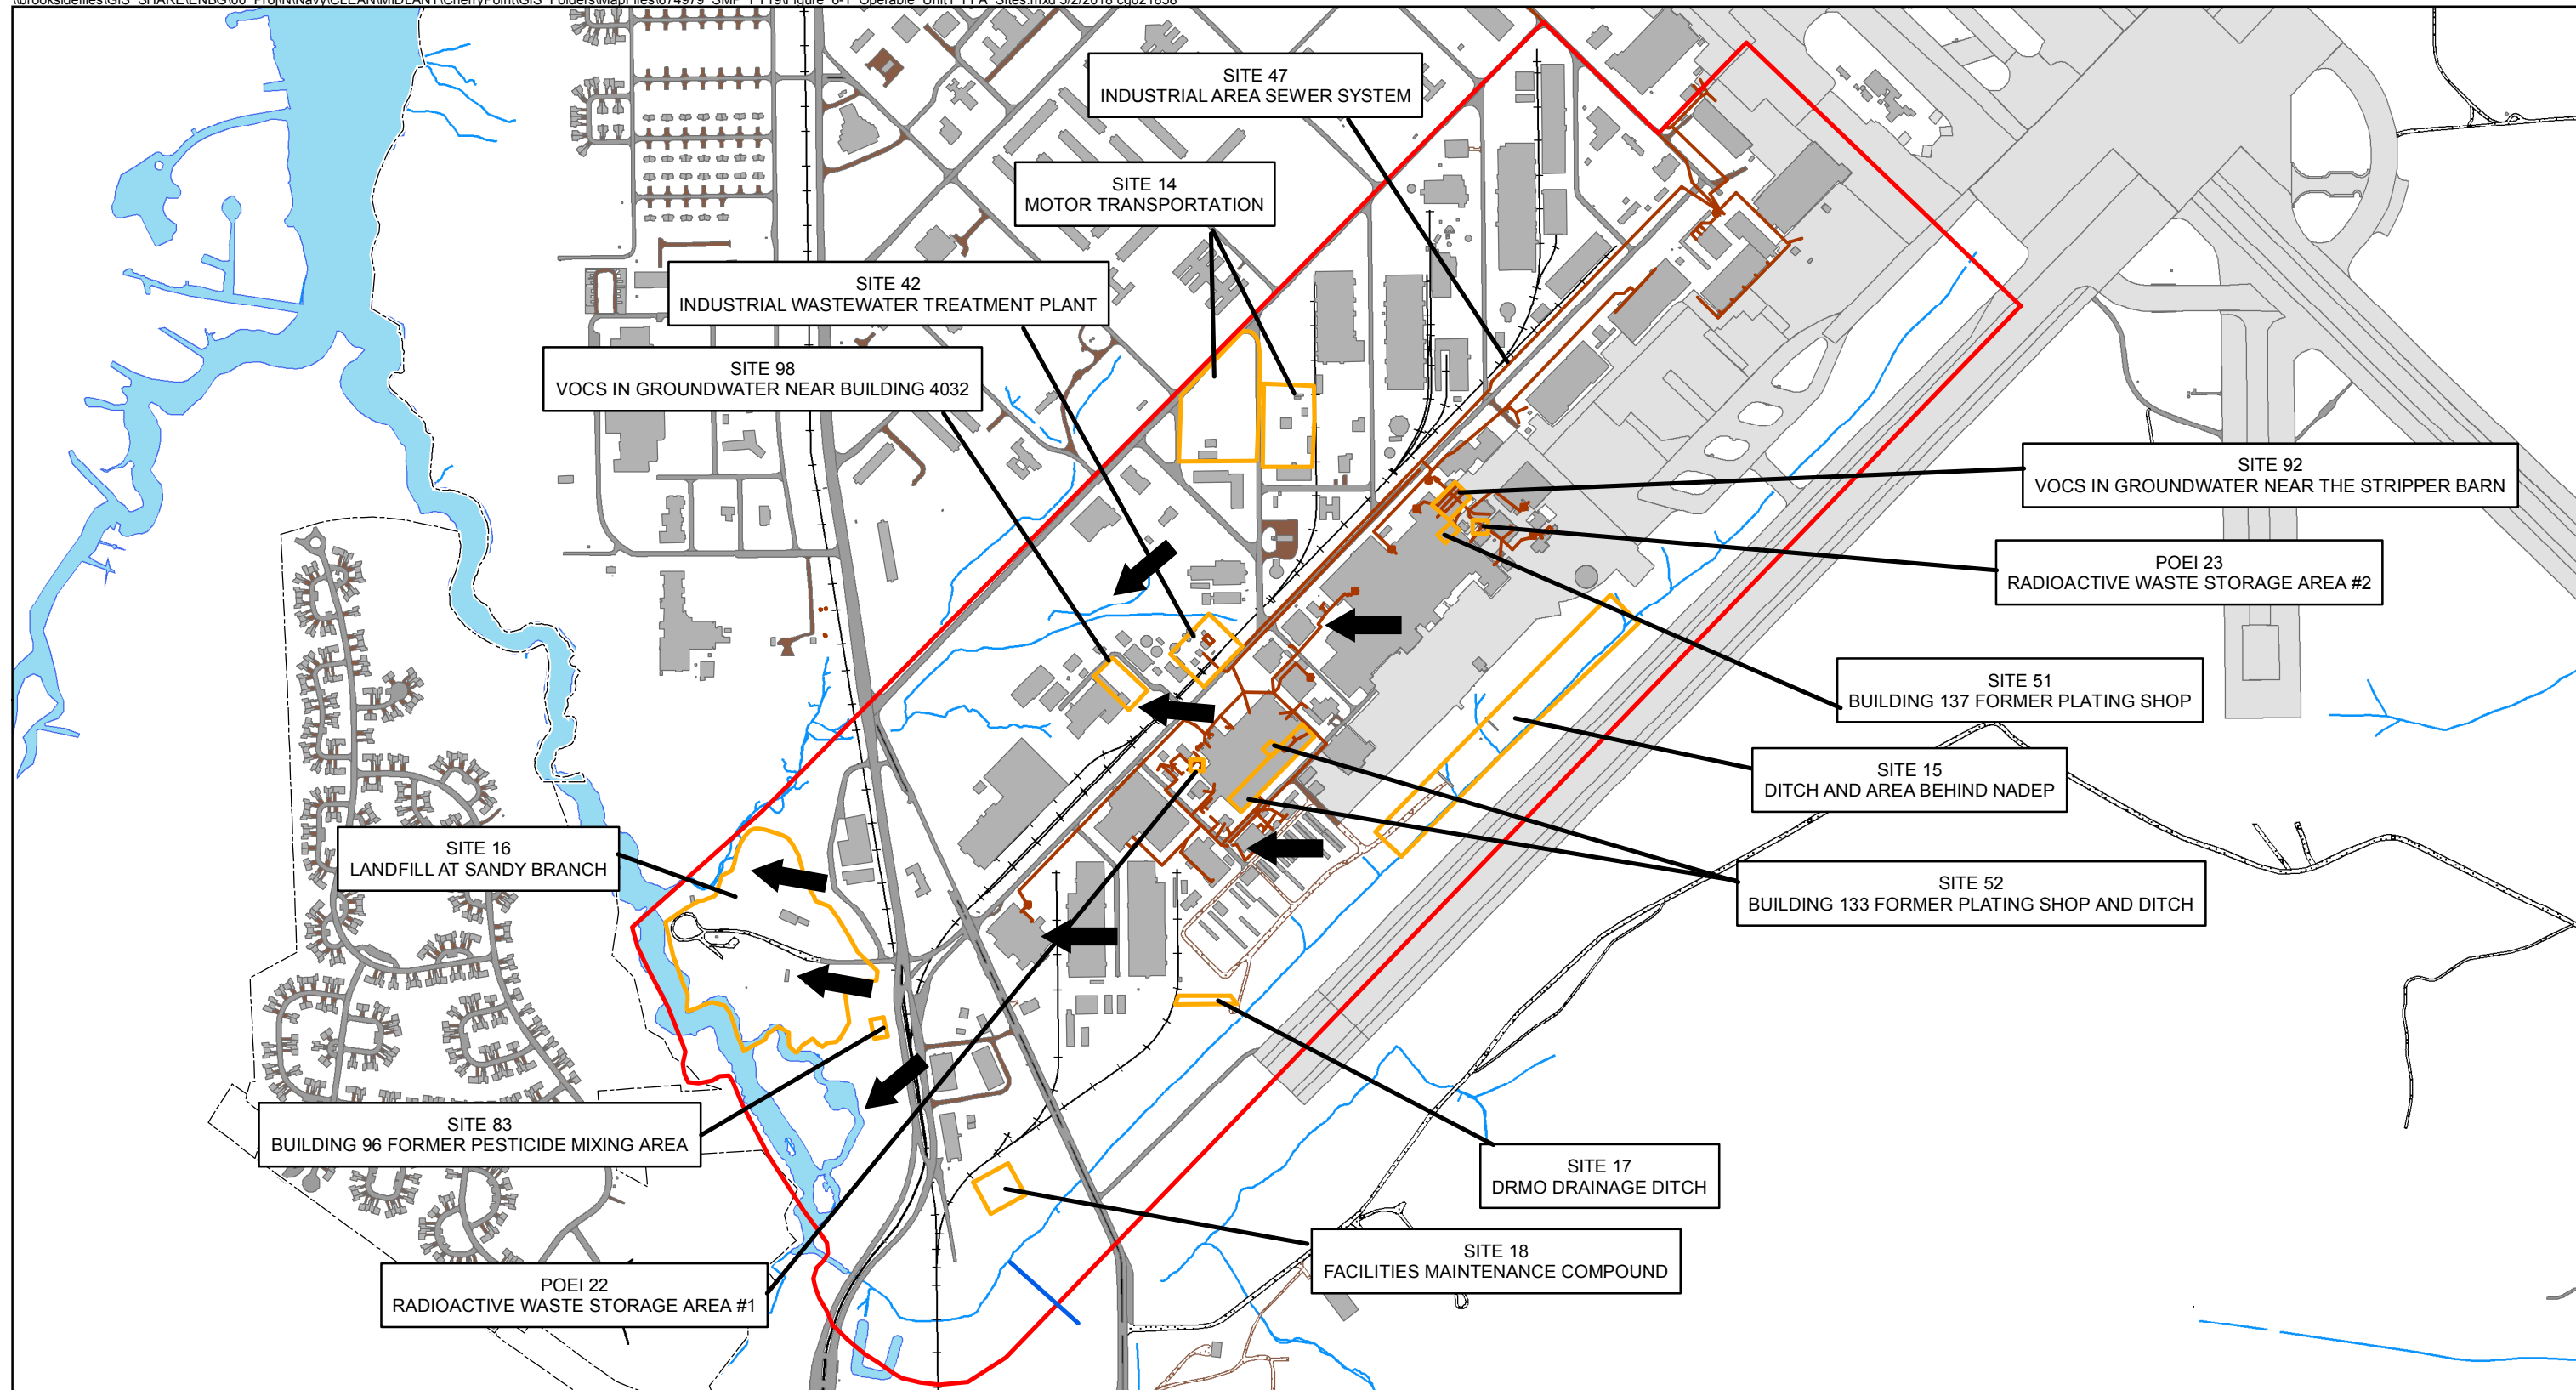 SITE 47
INDUSTRIAL AREA SEWER SYSTEM
SITE 14
MOTOR TRANSPORTATION
SITE 42
INDUSTRIAL WASTEWATER TREATMENT PLANT
SITE 98
VOCS IN GROUNDWATER NEAR BUILDING 4032
SITE 92
VOCS IN GROUNDWATER NEAR THE STRIPPER BARN
POEI 23
RADIOACTIVE WASTE STORAGE AREA #2
SITE 51
BUILDING 137 FORMER PLATING SHOP
SITE 15
DITCH AND AREA BEHIND NADEP
SITE 16
LANDFILL AT SANDY BRANCH
SITE 52
BUILDING 133 FORMER PLATING SHOP AND DITCH
SITE 83
BUILDING 96 FORMER PESTICIDE MIXING AREA
SITE 17
DRMO DRAINAGE DITCH
SITE 18
FACILITIES MAINTENANCE COMPOUND
POEI 22
RADIOACTIVE WASTE STORAGE AREA #1